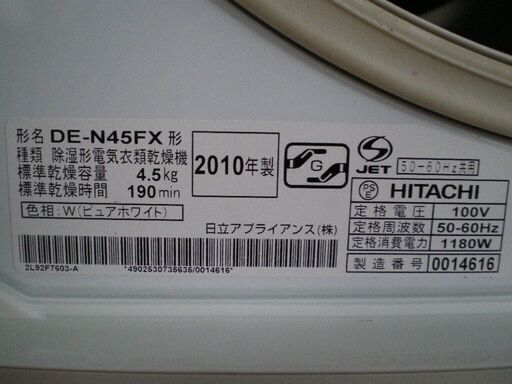 形名 DE-N45FX 形
種類 除湿形電気衣類乾燥機
標準乾燥容量 4.5kg
標準乾燥時間 190min
色相:W(ピュアホワイト)
2010年製
G
S
JET
50-60Hz共用
PS
E
HITACHI
定格電圧 100V
定格周波数 50-60Hz
定格消費電力 1180W
製造番号 0014616
日立アプライアンス(株)
2L92F7603-A
*4902530735635/0014616*